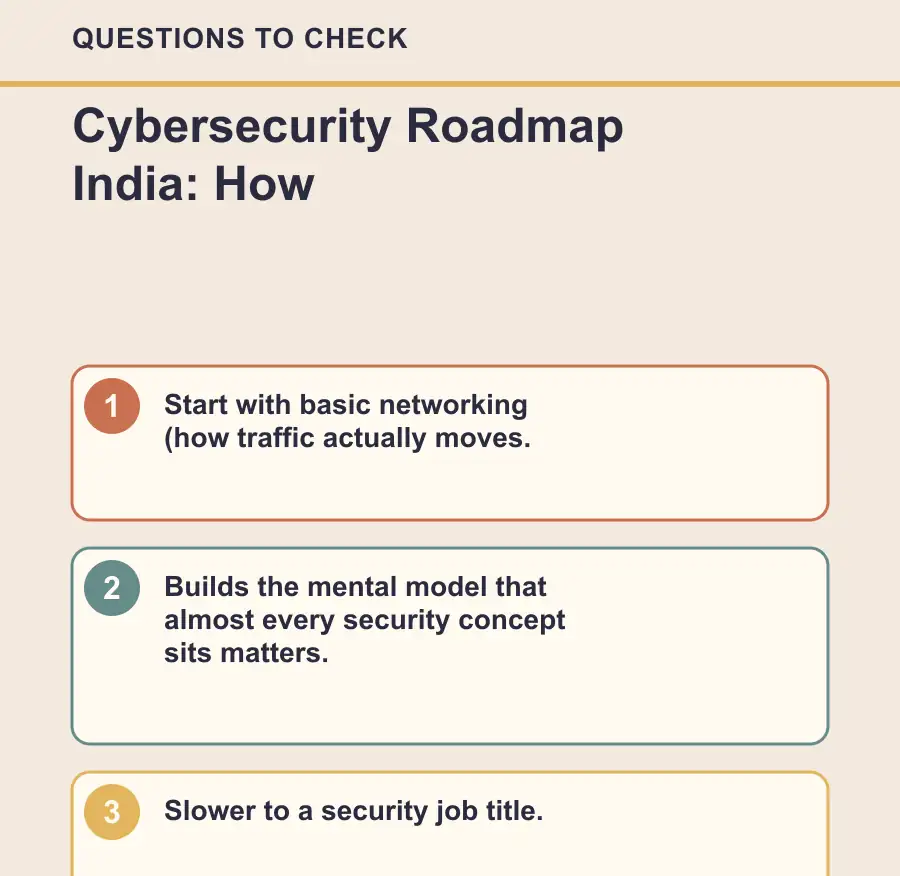 QUESTIONS TO CHECK
Cybersecurity Roadmap
India: How
1
Start with basic networking
(how traffic actually moves.
2
Builds the mental model that
almost every security concept
sits matters.
3
Slower to a security job title.